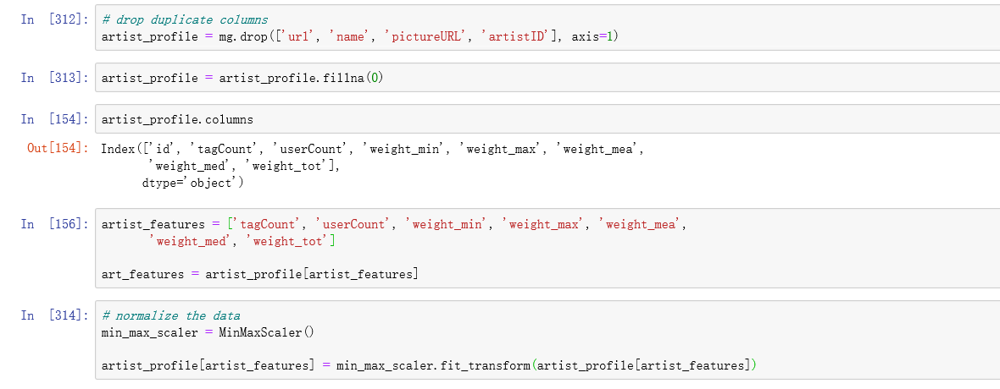 In [312]: # drop duplicate columns
artist_profile = mg.drop(['url', 'name', 'pictureURL', 'artistID'], axis=1)
In [313]: artist_profile = artist_profile.fillna(0)
In [154]: artist_profile.columns
Out[154]: Index(['id', 'tagCount', 'userCount', 'weight_min', 'weight_max', 'weight_mea',
'weight_med', 'weight_tot'],
dtype='object')
In [156]: artist_features = ['tagCount', 'userCount', 'weight_min', 'weight_max', 'weight_mea',
'weight_med', 'weight_tot']
art_features = artist_profile[artist_features]
In [314]: # normalize the data
min_max_scaler = MinMaxScaler()
artist_profile[artist_features] = min_max_scaler.fit_transform(artist_profile[artist_features])